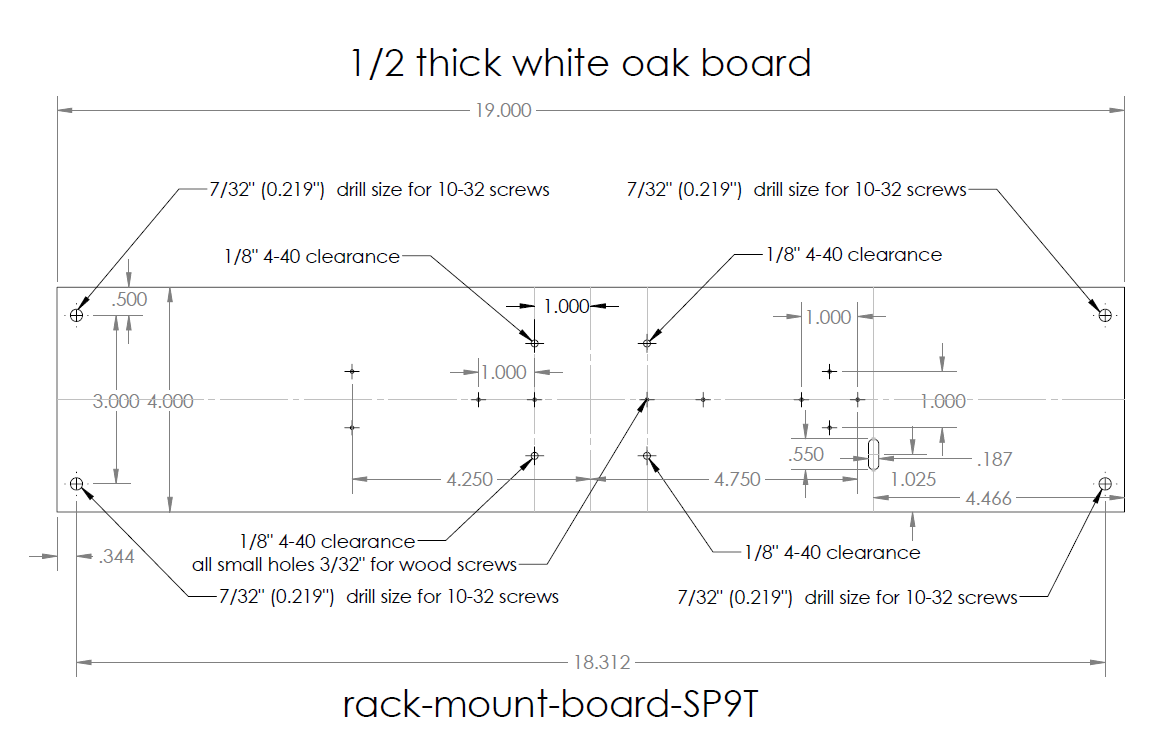 1/2 thick white oak board
19.000
7/32" (0.219")  drill size for 10-32 screws
7/32" (0.219")  drill size for 10-32 screws
1/8" 4-40 clearance
1/8" 4-40 clearance
.500
1.000
1.000
1.000
3.000
4.000
1.000
.550
.187
4.250
4.750
1.025
4.466
1/8" 4-40 clearance
1/8" 4-40 clearance
.344
all small holes 3/32" for wood screws
7/32" (0.219")  drill size for 10-32 screws
7/32" (0.219")  drill size for 10-32 screws
18.312
rack-mount-board-SP9T